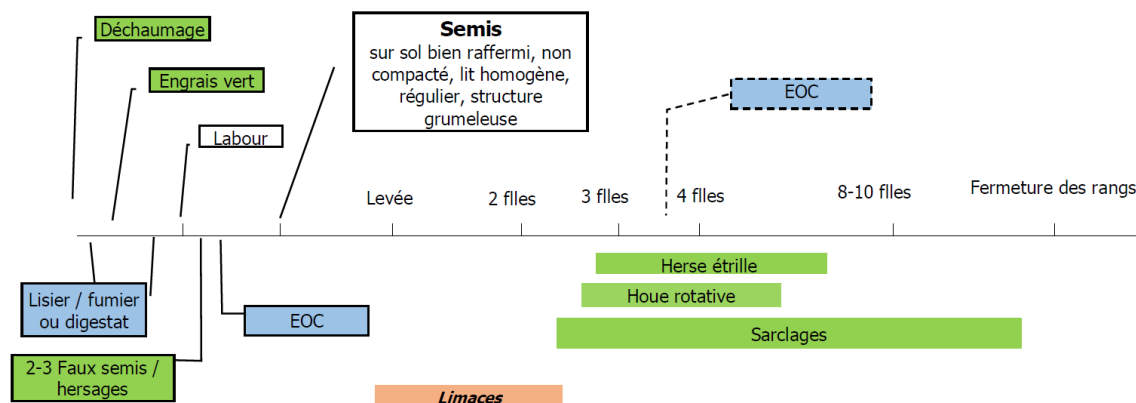 Déchaumage
Engrais vert
Labour
Semis
sur sol bien raffermi, non
compacté, lit homogène,
régulier, structure
grumeleuse
EOC
Levée
2 flles
3 flles
4 flles
8-10 flles
Fermeture des rangs
Lisier / fumier
ou digestat
EOC
2-3 Faux semis /
hersages
Herse étrille
Houe rotative
Sarclages
Limaces